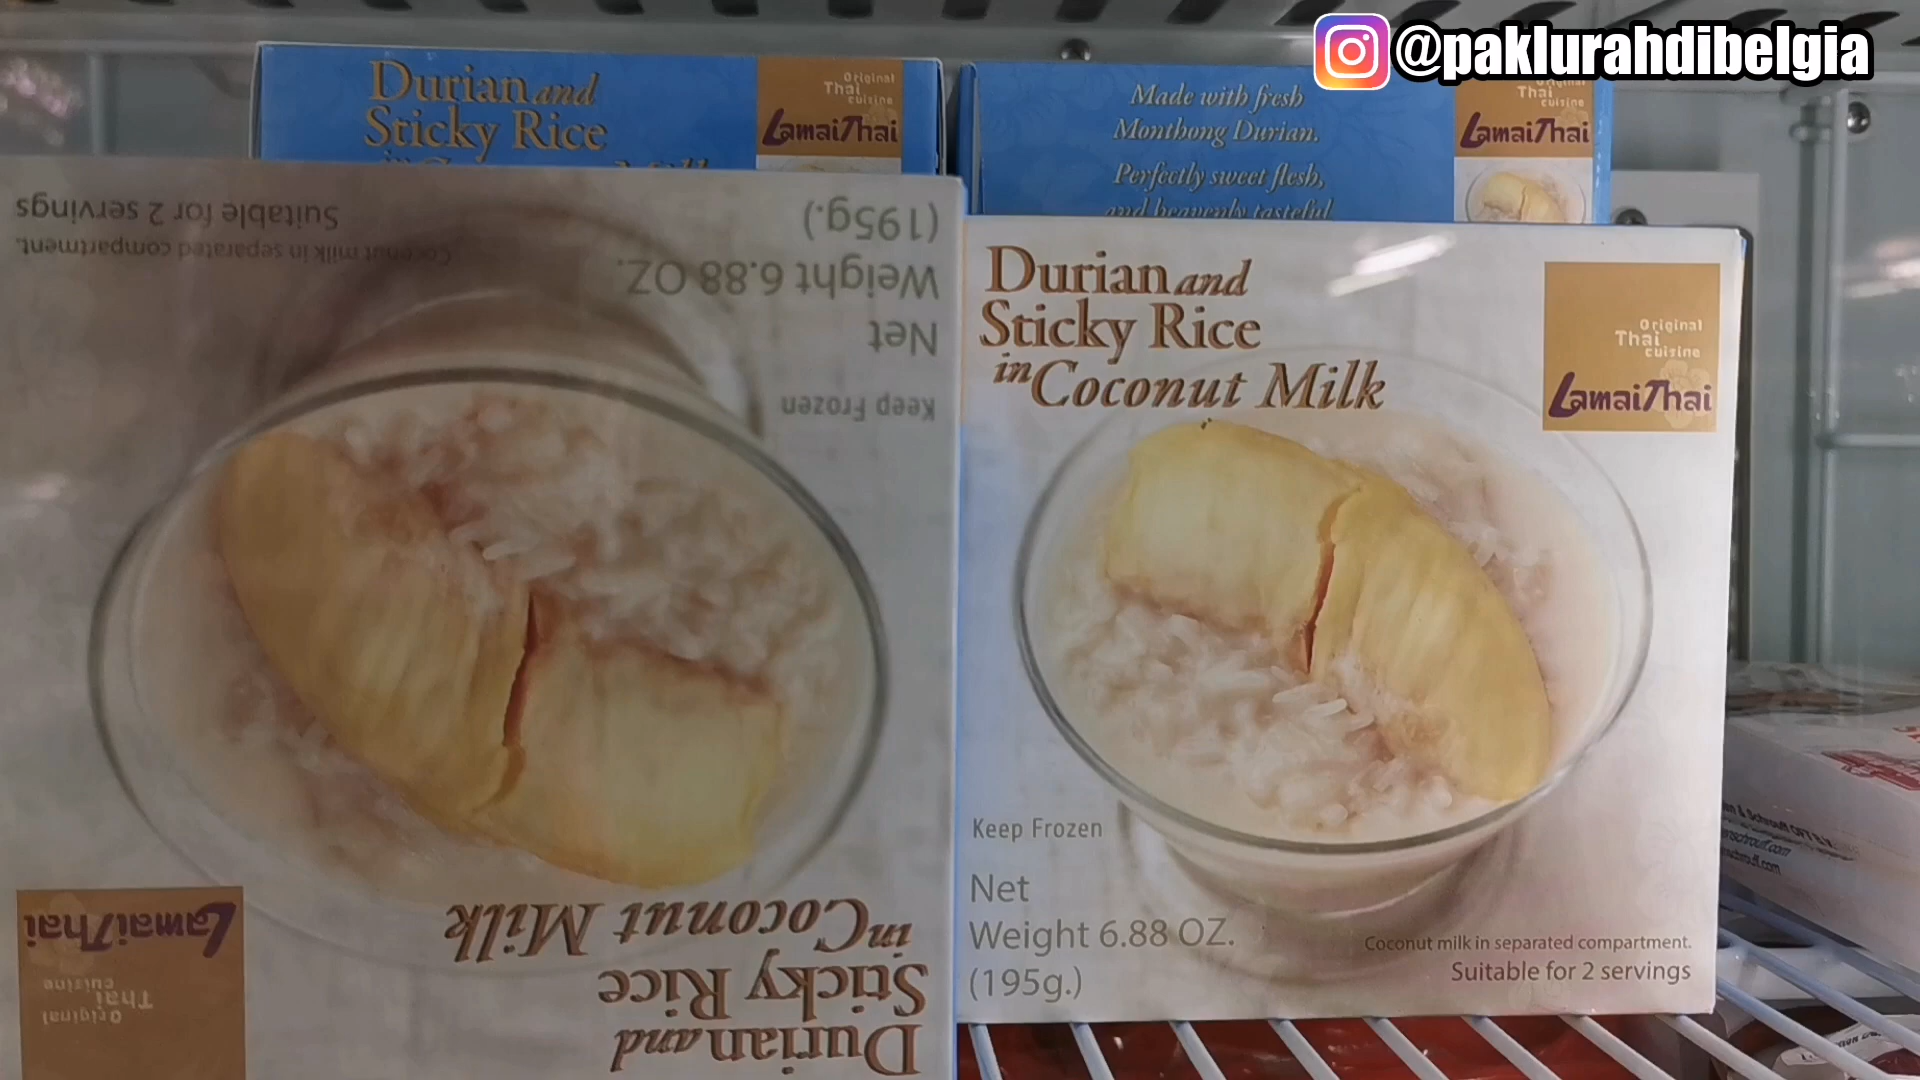 @paklurahdibelgia
Durian and
Sticky Rice
Original
Thai
cuisine
LamaiThai
Made with fresh
Monthong Durian.
Perfectly sweet flesh,
and heavenly tasteful
Original
Thai
cuisine
LamaiThai
Durian and
Sticky Rice
in Coconut Milk
Original
Thai
cuisine
LamaiThai
Keep Frozen
Net
Weight 6.88 OZ.
(195g.)
Coconut milk in separated compartment.
Suitable for 2 servings
Durian and
Sticky Rice
in Coconut Milk
Original
Thai
cuisine
LamaiThai
Keep Frozen
Net
Weight 6.88 OZ.
(195g.)
Coconut milk in separated compartment.
Suitable for 2 servings